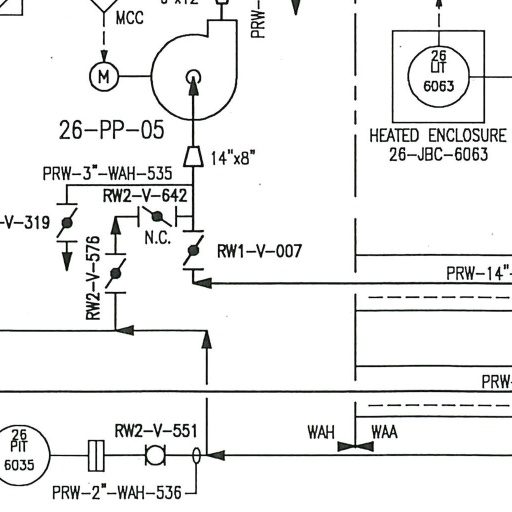 MCC
PRW-
26
LIT
6063
M
26-PP-05
HEATED ENCLOSURE
26-JBC-6063
14"x8"
PRW-3"-WAH-535
RW2-V-642
-V-319
N.C.
RW2-V-576
RW1-V-007
PRW-14"-
PRW-
WAH
WAA
26
PIT
6035
RW2-V-551
PRW-2"-WAH-536